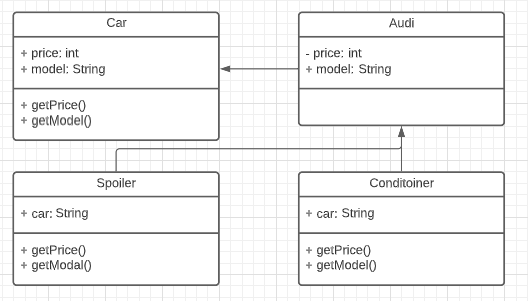 Car
+ price: int
+ model: String
+ getPrice()
+ getModel()
Audi
- price: int
+ model: String
Spoiler
+ car: String
+ getPrice()
+ getModal()
Conditoiner
+ car: String
+ getPrice()
+ getModel()